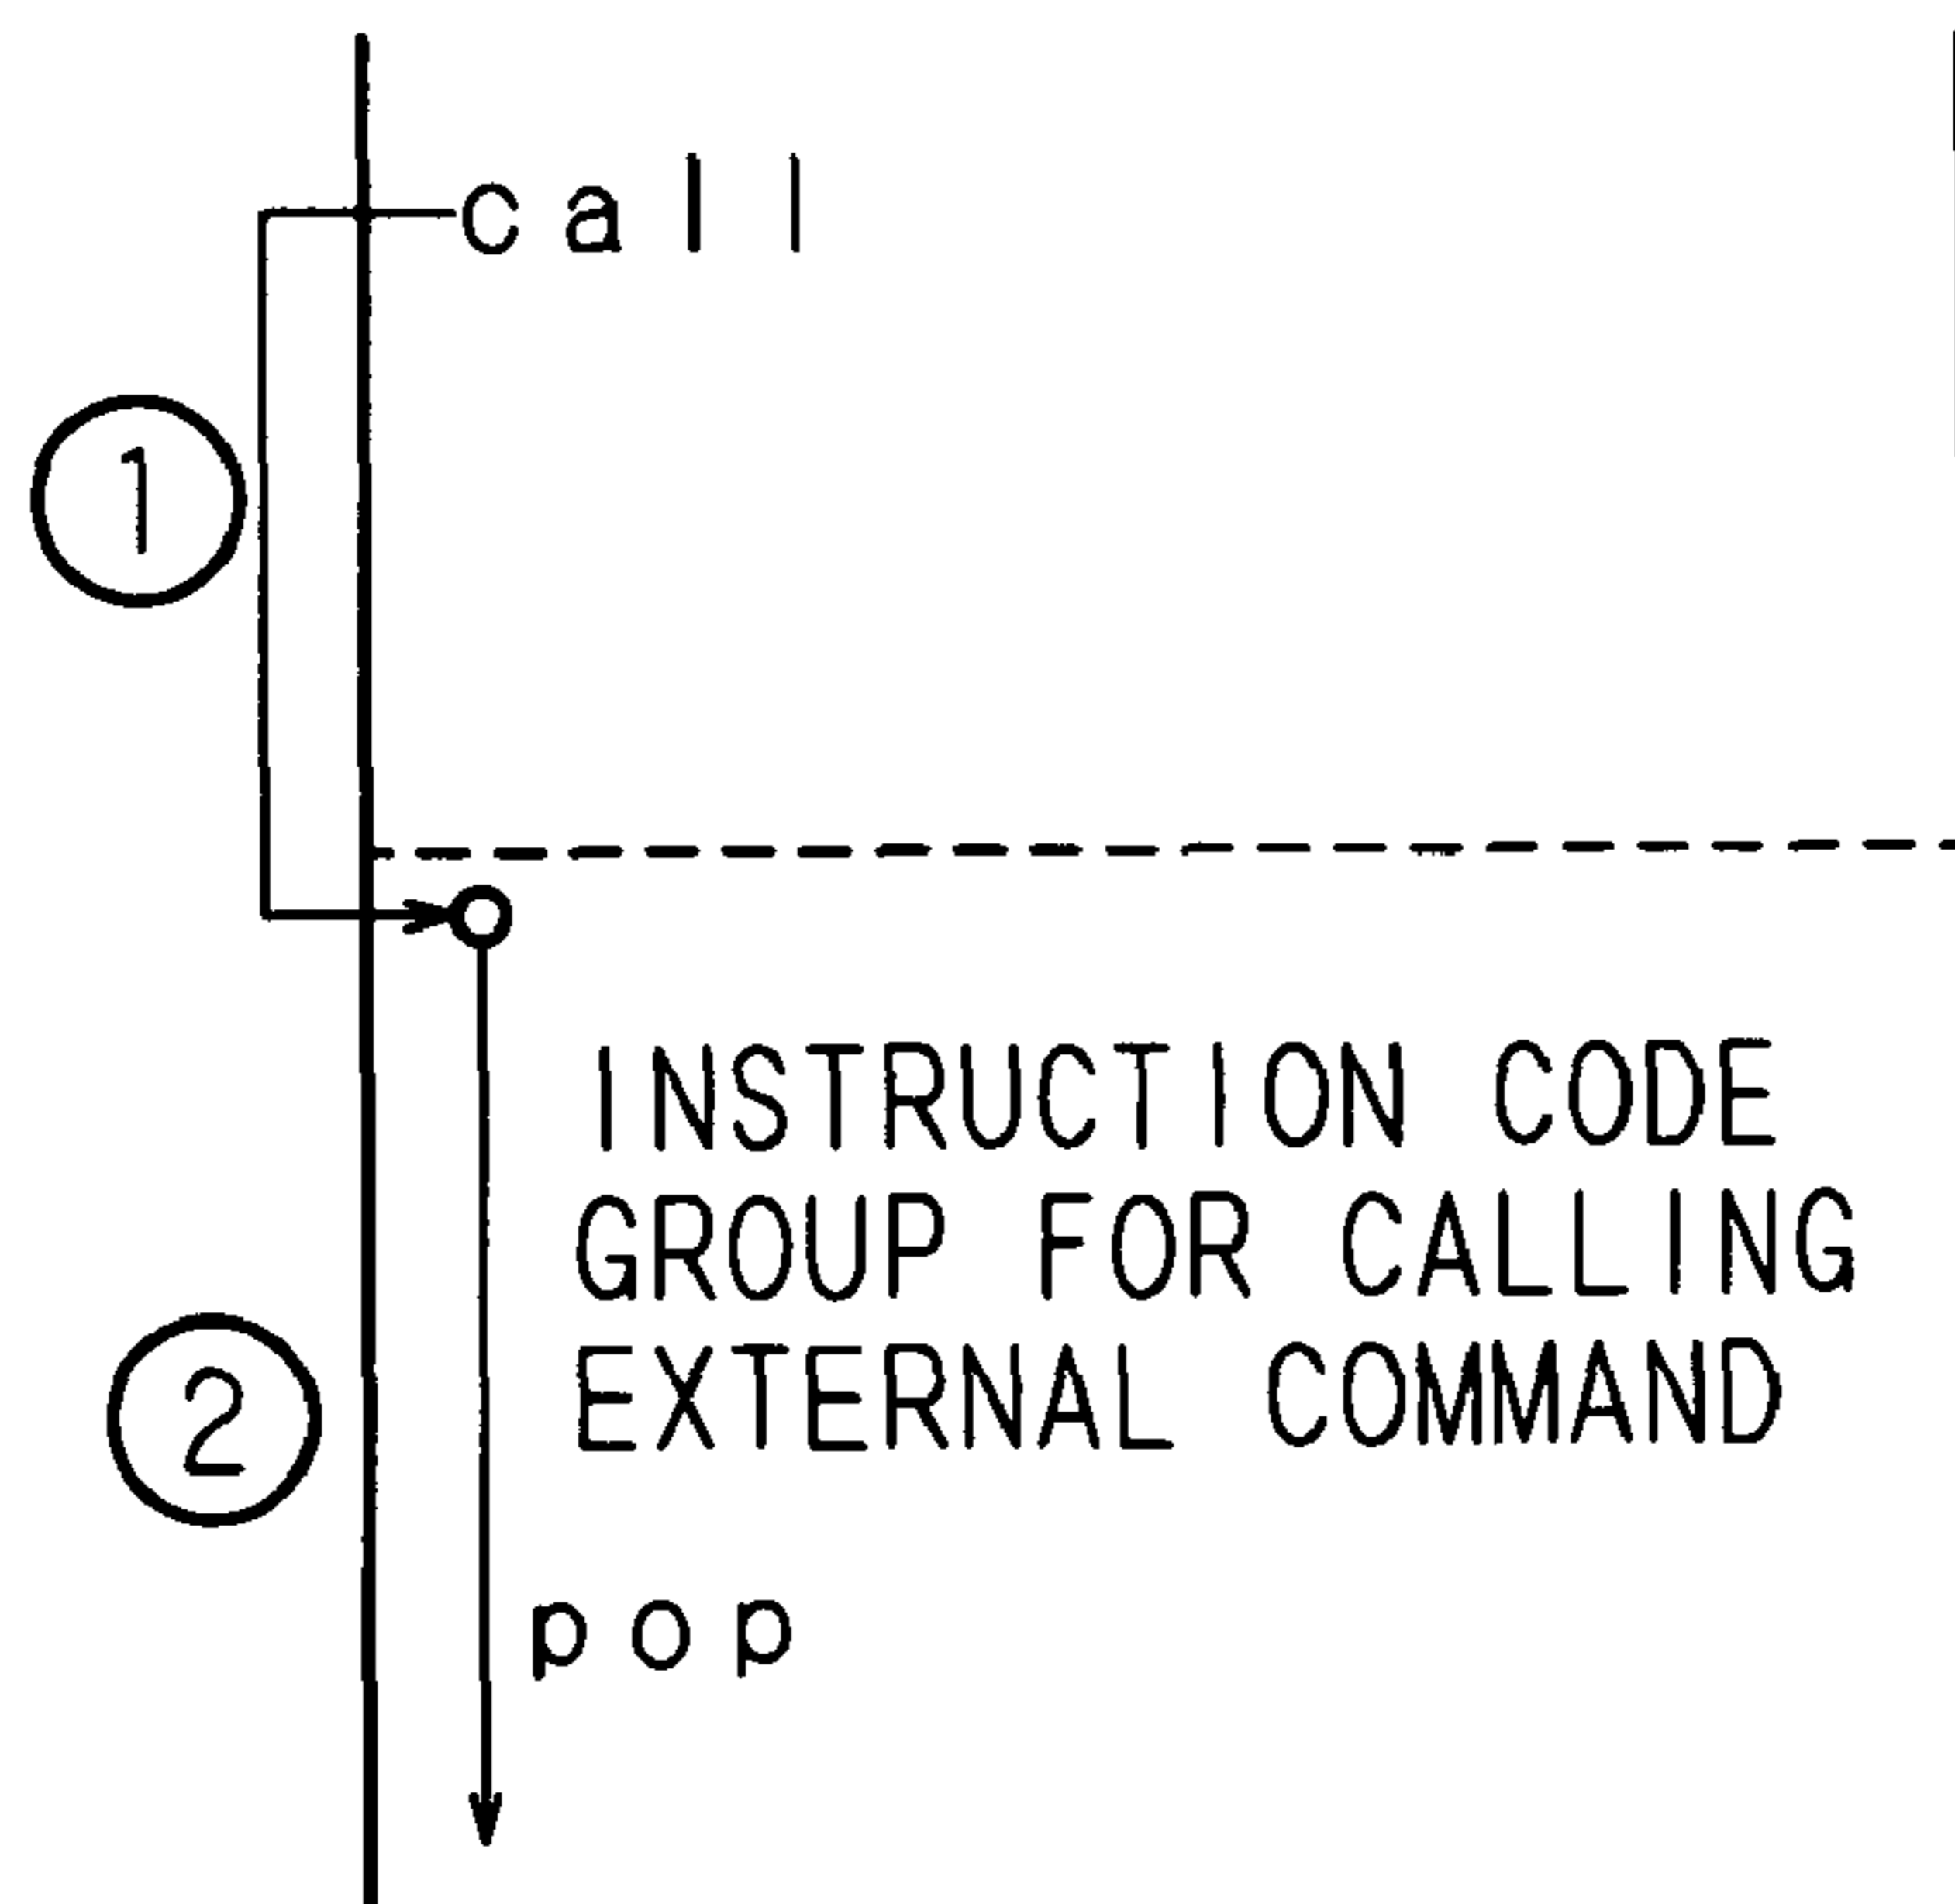 call
1
INSTRUCTION CODE
GROUP FOR CALLING
EXTERNAL COMMAND
2
pop